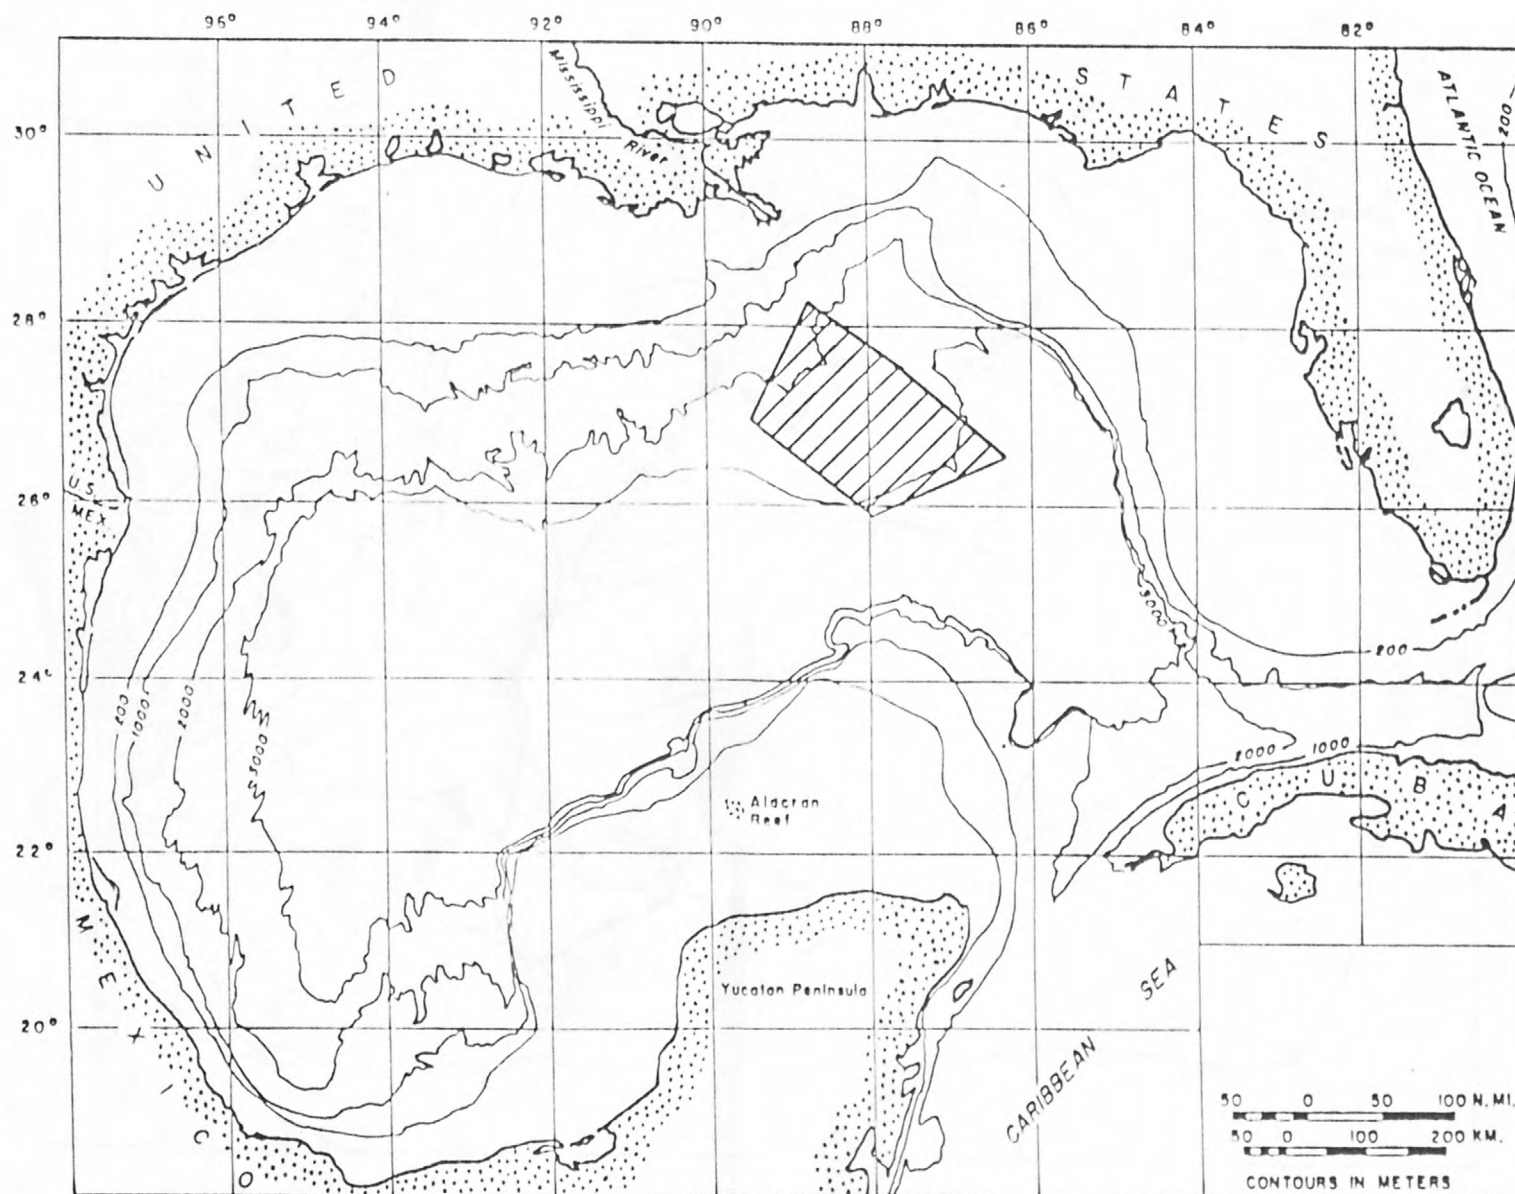 96° 94° 92° 90° 88° 86° 84° 82°
UNITED
STATES
Mississippi
River
ATLANTIC OCEAN
200
30°
28°
U.S.
MEX.
26°
3000
200
24°
200
1000
2000
3000
2000 1000
CUBA
Alacran
Reef
22°
MEXICO
Yucatan Peninsula
CARIBBEAN SEA
20°
50 0 50 100 N. MI.
50 0 100 200 KM.
CONTOURS IN METERS